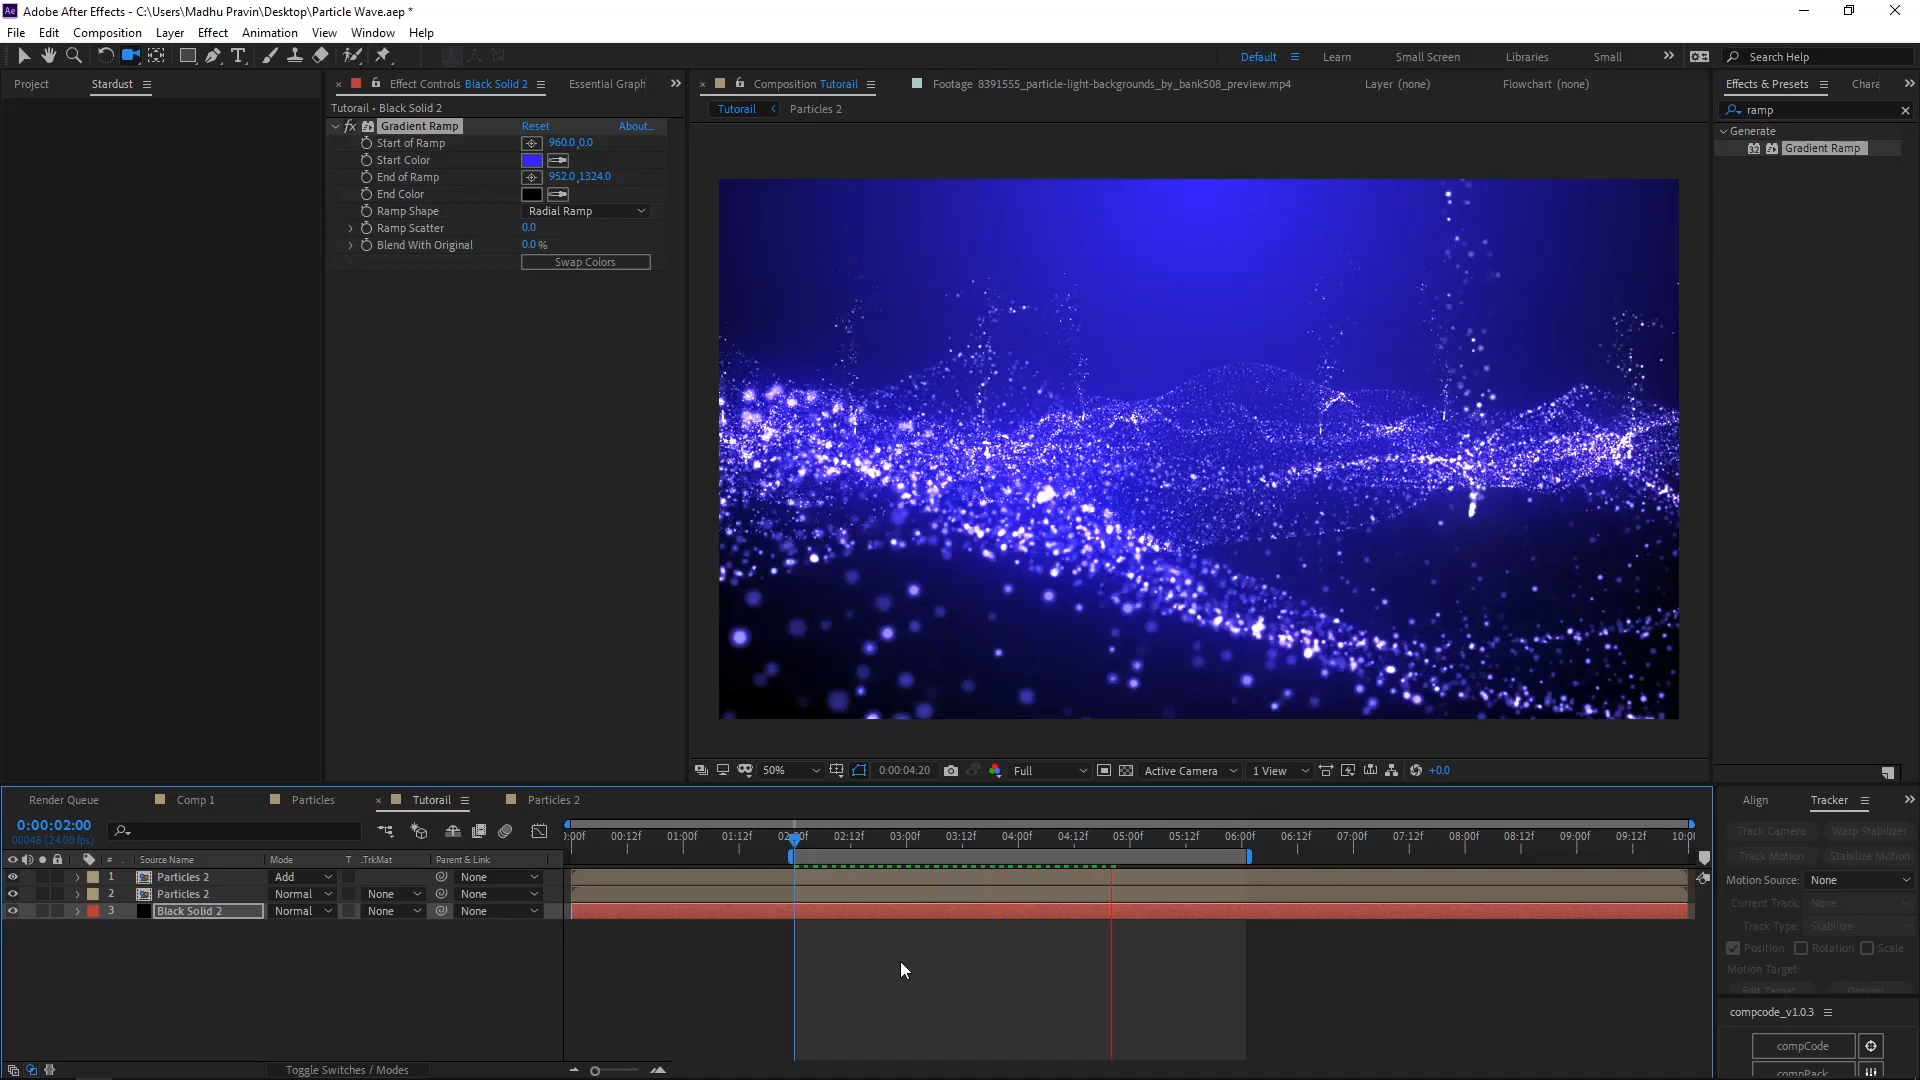 Ae Adobe After Effects - C:\Users\Madhu Pravin\Desktop\Particle Wave.aep *
File Edit Composition Layer Effect Animation View Window Help
Default Learn Small Screen Libraries Small Search Help
Project Stardust
Effect Controls Black Solid 2 Essential Graph
Composition Tutorail Footage 8391555_particle-light-backgrounds_by_bank508_preview.mp4 Layer (none) Flowchart (none)
Effects & Presets Chara
Tutorail • Black Solid 2
Tutorail Particles 2
ramp
fx Gradient Ramp Reset About...
Generate
32 Gradient Ramp
Start of Ramp 960.0,0.0
Start Color
End of Ramp 952.0,1324.0
End Color
Ramp Shape Radial Ramp
Ramp Scatter 0.0
Blend With Original 0.0 %
Swap Colors
50% 0:00:04:20 Full Active Camera 1 View +0.0
Render Queue Comp 1 Particles Tutorail Particles 2
Align Tracker
0:00:02:00
00048 (24.00 fps)
:00f 00:12f 01:00f 01:12f 02:00f 02:12f 03:00f 03:12f 04:00f 04:12f 05:00f 05:12f 06:00f 06:12f 07:00f 07:12f 08:00f 08:12f 09:00f 09:12f 10:0
# Source Name Mode T .TrkMat Parent & Link
1 Particles 2 Add None
2 Particles 2 Normal None None
3 Black Solid 2 Normal None None
Toggle Switches / Modes
Track Camera Warp Stabilizer
Track Motion Stabilize Motion
Motion Source: None
Current Track: None
Track Type: Stabilize
Position Rotation Scale
Motion Target:
Edit Target... Options...
compcode_v1.0.3
compCode
compPack